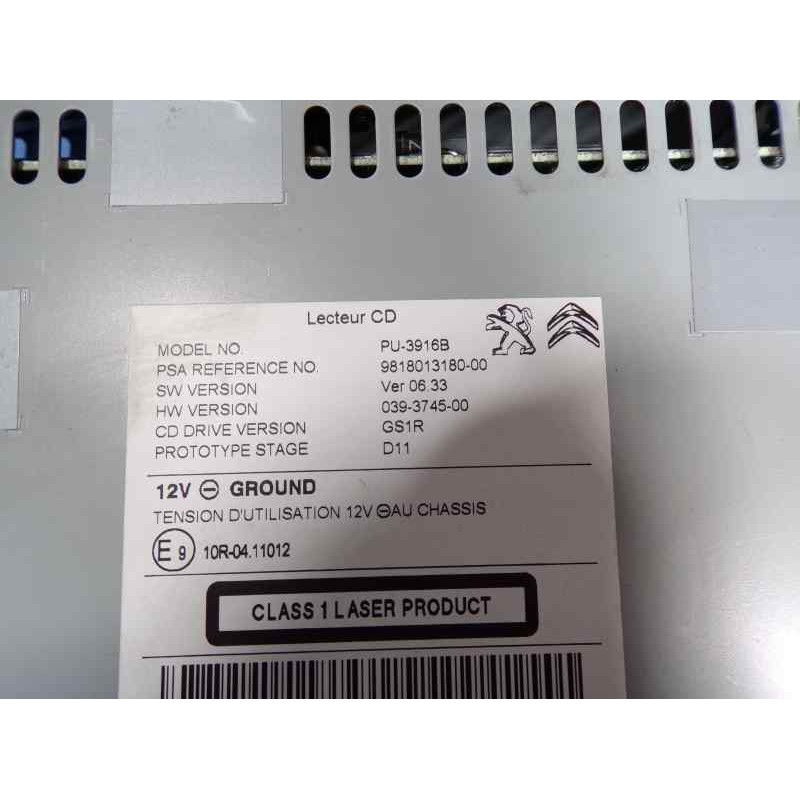 Lecteur CD
MODEL NO. PU-3916B
PSA REFERENCE NO. 9818013180-00
SW VERSION Ver 06.33
HW VERSION 039-3745-00
CD DRIVE VERSION GS1R
PROTOTYPE STAGE D11
12V ⊖ GROUND
TENSION D'UTILISATION 12V ⊖AU CHASSIS
E9 10R-04.11012
CLASS 1 LASER PRODUCT